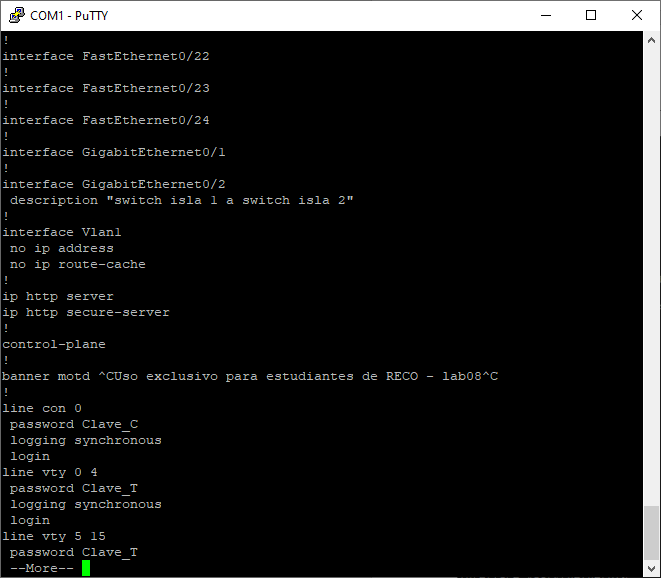 COM1 - PuTTY
!
interface FastEthernet0/22
!
interface FastEthernet0/23
!
interface FastEthernet0/24
!
interface GigabitEthernet0/1
!
interface GigabitEthernet0/2
 description "switch isla 1 a switch isla 2"
!
interface Vlan1
 no ip address
 no ip route-cache
!
ip http server
ip http secure-server
!
control-plane
!
banner motd ^CUso exclusivo para estudiantes de RECO - lab08^C
!
line con 0
 password Clave_C
 logging synchronous
 login
line vty 0 4
 password Clave_T
 logging synchronous
 login
line vty 5 15
 password Clave_T
 --More--